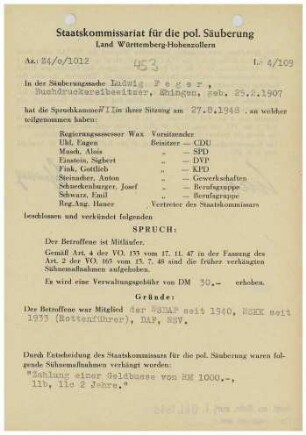 Staatskommissariat für die pol. Säuberung
Land Württemberg-Hohenzollern
Az.: 24/o/1012
453
L: 4/109
In der Säuberungssache Ludwig Feger,
Buchdruckereibesitzer, Ehingen, geb. 25.8.1907
hat die Spruchkammer VII in ihrer Sitzung am 27.8.1948, an welcher
teilgenommen haben:
Regierungsassessor Wax Vorsitzender
Uhl, Eugen Beisitzer — CDU
Musch, Alois „ — SPD
Einstein, Sigbert „ — DVP
Fink, Gottlieb „ — KPD
Steinacher, Anton „ — Gewerkschaften
Schneckenburger, Josef „ — Berufsgruppe
Schwarz, Emil „ — Berufsgruppe
Reg.Ang. Hauer Vertreter des Staatskommissars
beschlossen und verkündet folgenden
SPRUCH:
Der Betroffene ist Mitläufer.
Gemäß Art. 4 der VO. 133 vom 17. 11. 47 in der Fassung des
Art. 2 der VO. 165 vom 13. 7. 48 sind die früher verhängten
Sühnemaßnahmen aufgehoben.
Es wird eine Verwaltungsgebühr von DM 30.- erhoben.
Gründe:
Der Betroffene war Mitglied der NSDAP seit 1940, NSKK seit
1933 (Rottenführer), DAF, NSV.
Durch Entscheidung des Staatskommissars für die pol. Säuberung waren fol-
gende Sühnemaßnahmen verhängt worden:
"Zahlung einer Geldbusse von RM 1000.-,
11b, 11c 2 Jahre."